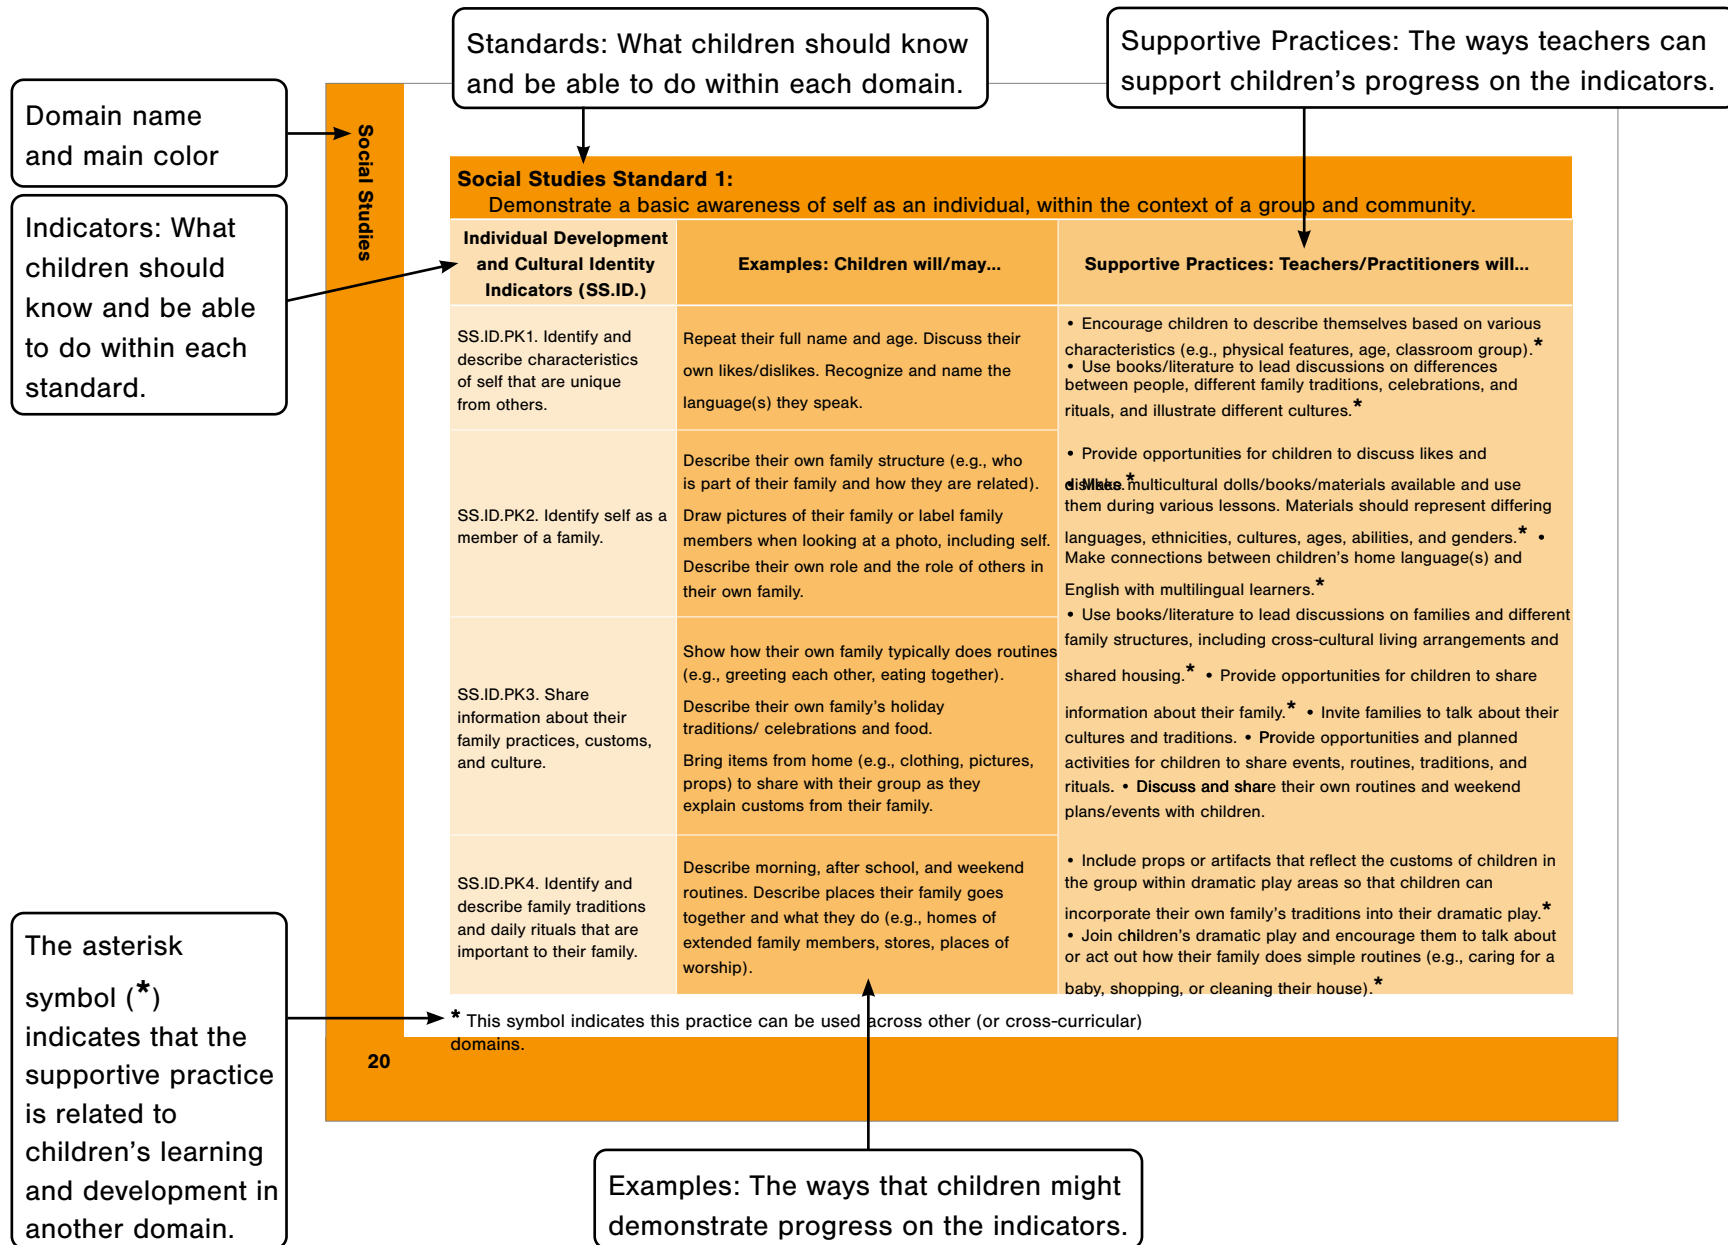 Standards: What children should know
and be able to do within each domain.
Supportive Practices: The ways teachers can
support children’s progress on the indicators.
Domain name
and main color
Indicators: What
children should
know and be able
to do within each
standard.
Social Studies
Social Studies Standard 1:
Demonstrate a basic awareness of self as an individual, within the context of a group and community.
Individual Development
and Cultural Identity
Indicators (SS.ID.)
Examples: Children will/may...
Supportive Practices: Teachers/Practitioners will...
SS.ID.PK1. Identify and
describe characteristics
of self that are unique
from others.
Repeat their full name and age. Discuss their
own likes/dislikes. Recognize and name the
language(s) they speak.
• Encourage children to describe themselves based on various
characteristics (e.g., physical features, age, classroom group).*
• Use books/literature to lead discussions on differences
between people, different family traditions, celebrations, and
rituals, and illustrate different cultures.*
SS.ID.PK2. Identify self as a
member of a family.
Describe their own family structure (e.g., who
is part of their family and how they are related).
Draw pictures of their family or label family
members when looking at a photo, including self.
Describe their own role and the role of others in
their own family.
• Provide opportunities for children to discuss likes and
dislikes.*
• Make multicultural dolls/books/materials available and use
them during various lessons. Materials should represent differing
languages, ethnicities, cultures, ages, abilities, and genders.* •
Make connections between children’s home language(s) and
English with multilingual learners.*
SS.ID.PK3. Share
information about their
family practices, customs,
and culture.
Show how their own family typically does routines
(e.g., greeting each other, eating together).
Describe their own family’s holiday
traditions/ celebrations and food.
Bring items from home (e.g., clothing, pictures,
props) to share with their group as they
explain customs from their family.
• Use books/literature to lead discussions on families and different
family structures, including cross-cultural living arrangements and
shared housing.* • Provide opportunities for children to share
information about their family.* • Invite families to talk about their
cultures and traditions. • Provide opportunities and planned
activities for children to share events, routines, traditions, and
rituals. • Discuss and share their own routines and weekend
plans/events with children.
SS.ID.PK4. Identify and
describe family traditions
and daily rituals that are
important to their family.
Describe morning, after school, and weekend
routines. Describe places their family goes
together and what they do (e.g., homes of
extended family members, stores, places of
worship).
• Include props or artifacts that reflect the customs of children in
the group within dramatic play areas so that children can
incorporate their own family’s traditions into their dramatic play.*
• Join children’s dramatic play and encourage them to talk about
or act out how their family does simple routines (e.g., caring for a
baby, shopping, or cleaning their house).*
* This symbol indicates this practice can be used across other (or cross-curricular)
domains.
20
The asterisk
symbol (*)
indicates that the
supportive practice
is related to
children’s learning
and development in
another domain.
Examples: The ways that children might
demonstrate progress on the indicators.